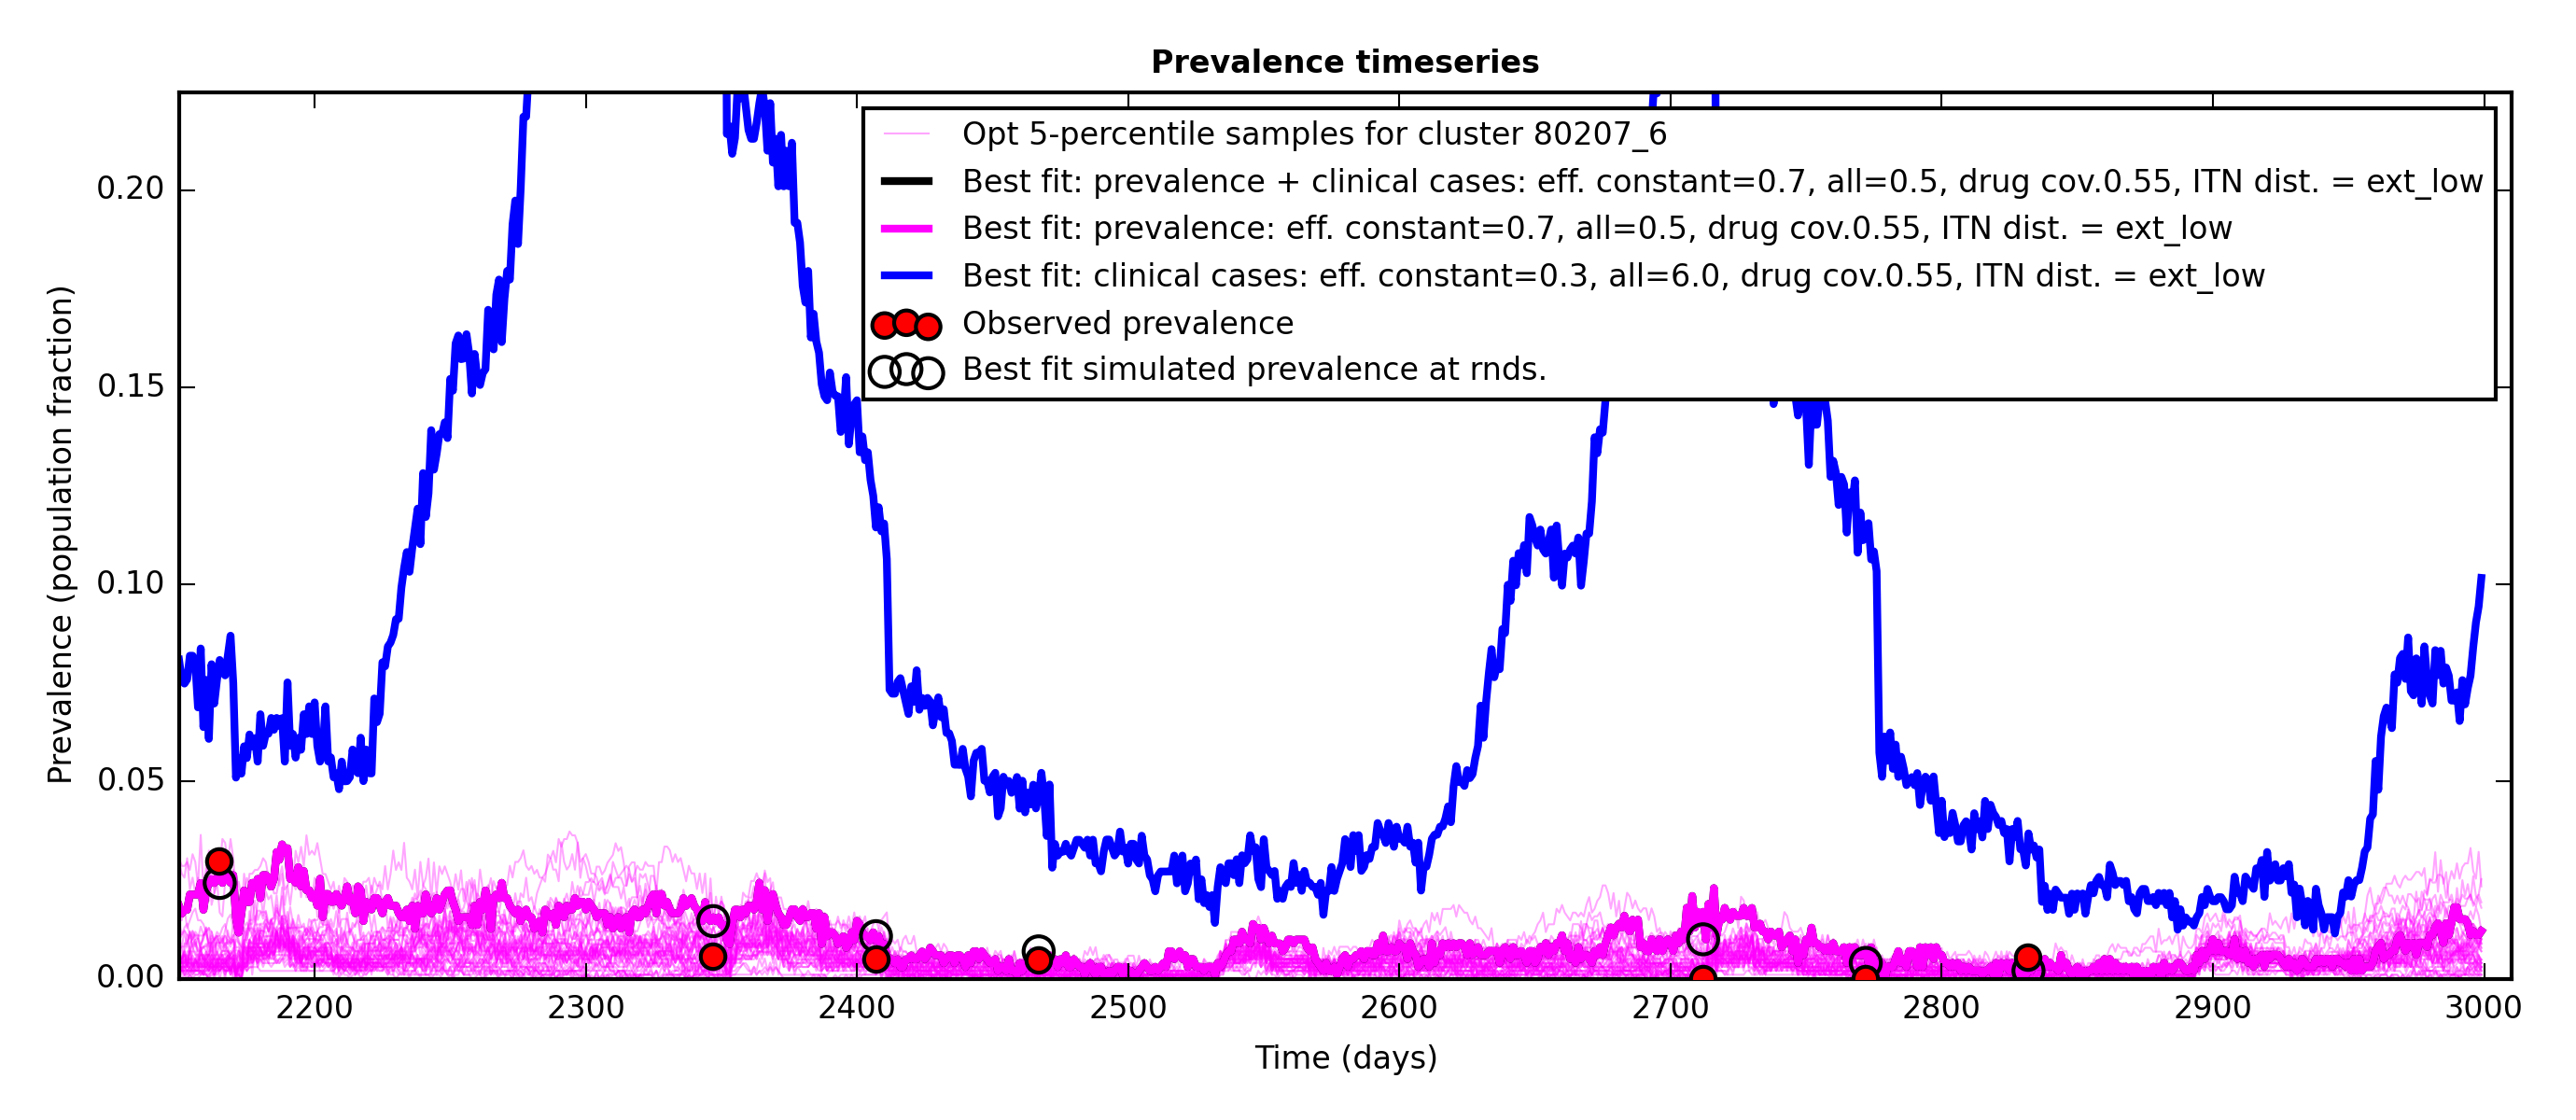 Prevalence timeseries
Opt 5-percentile samples for cluster 80207_6
Best fit: prevalence + clinical cases: eff. constant=0.7, all=0.5, drug cov.0.55, ITN dist. = ext_low
Best fit: prevalence: eff. constant=0.7, all=0.5, drug cov.0.55, ITN dist. = ext_low
Best fit: clinical cases: eff. constant=0.3, all=6.0, drug cov.0.55, ITN dist. = ext_low
Observed prevalence
Best fit simulated prevalence at rnds.
Prevalence (population fraction)
0.20
0.15
0.10
0.05
0.00
2200 2300 2400 2500 2600 2700 2800 2900 3000
Time (days)